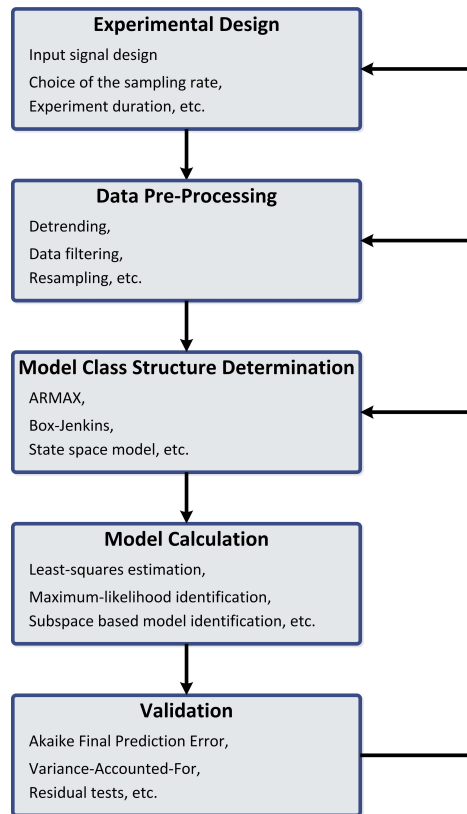 Experimental Design
Input signal design
Choice of the sampling rate,
Experiment duration, etc.
Data Pre-Processing
Detrending,
Data filtering,
Resampling, etc.
Model Class Structure Determination
ARMAX,
Box-Jenkins,
State space model, etc.
Model Calculation
Least-squares estimation,
Maximum-likelihood identification,
Subspace based model identification, etc.
Validation
Akaike Final Prediction Error,
Variance-Accounted-For,
Residual tests, etc.